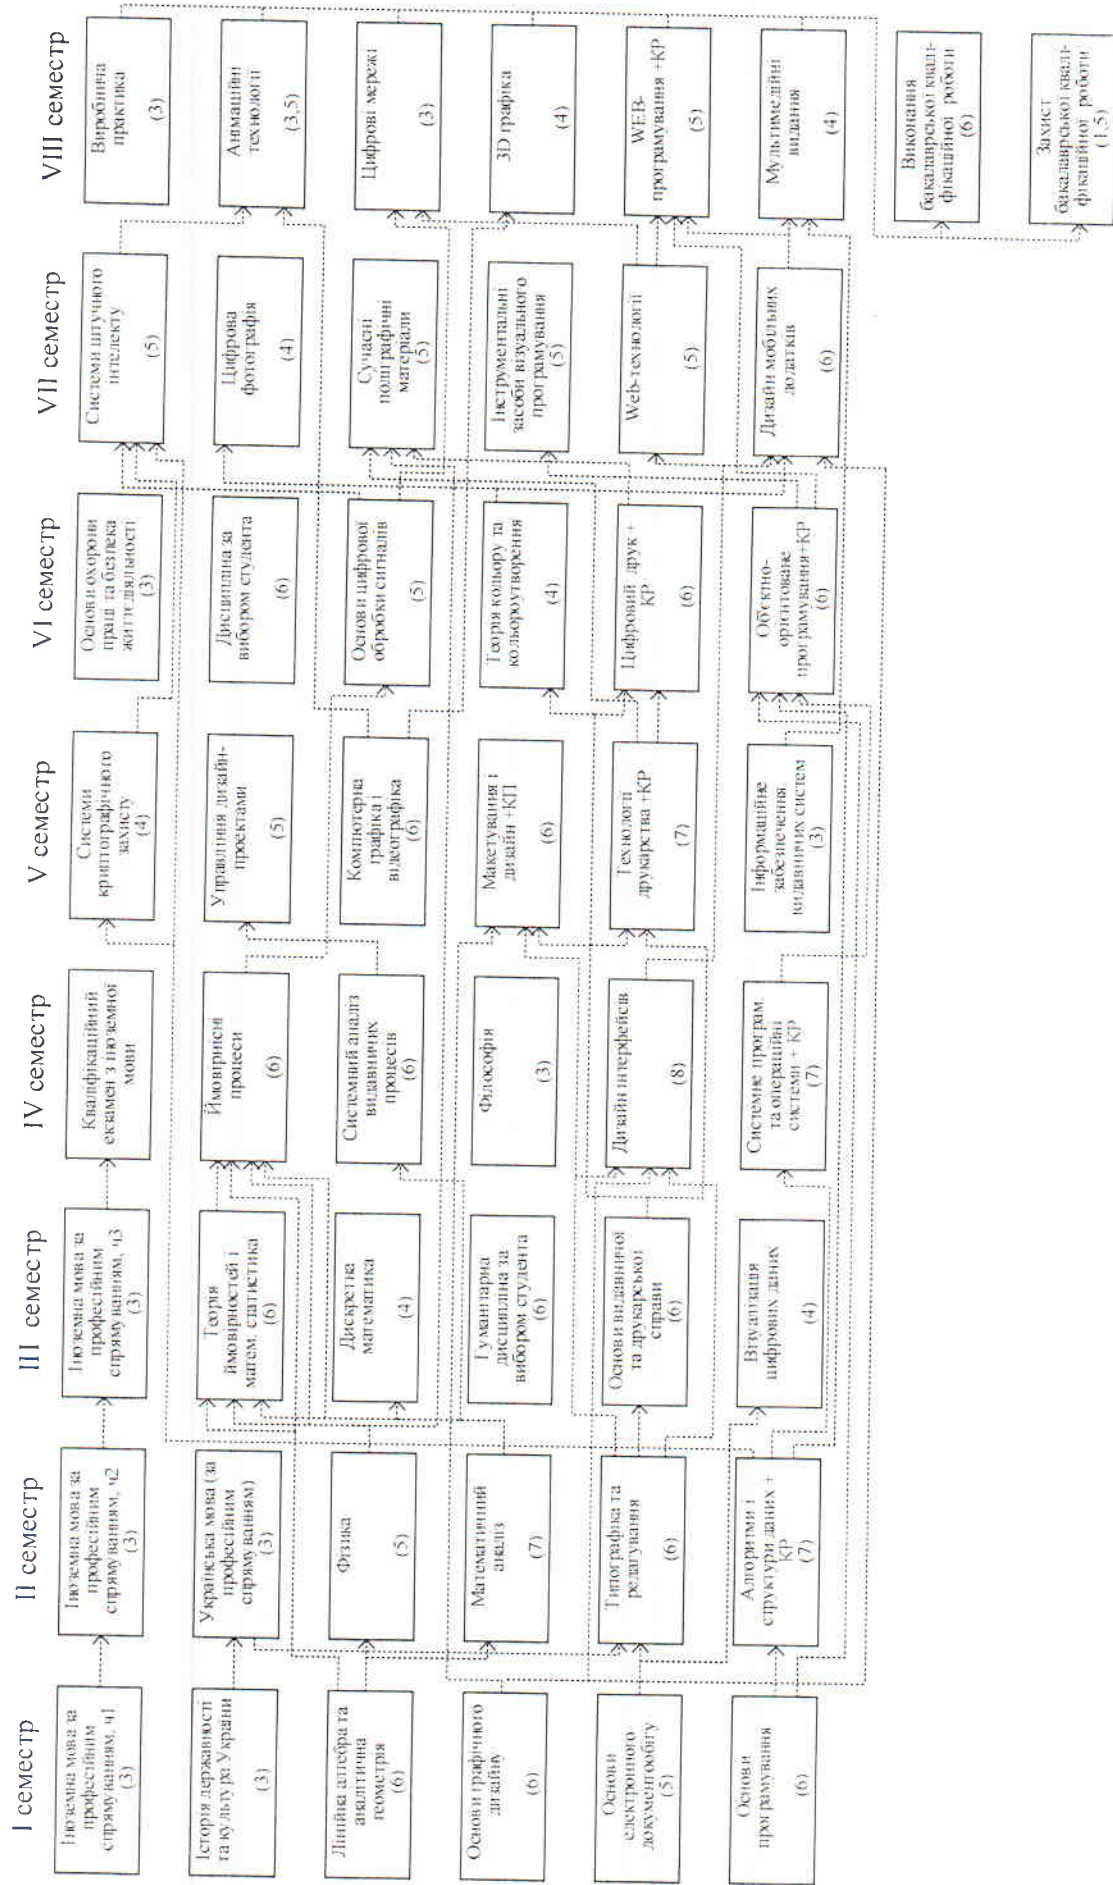 I семестр
Іноземна мова за
професійним
спрямуванням, ч1
(3)
Історія державності
та культура України
(3)
Лінійна алгебра та
аналітична
геометрія
(6)
Основи графічного
дизайну
(6)
Основи
електронного
документообігу
(5)
Основи
програмування
(6)
II семестр
Іноземна мова за
професійним
спрямуванням, ч2
(3)
Українська мова (за
професійним
спрямуванням)
(3)
Фізика
(5)
Математичний
аналіз
(7)
Типографіка та
редагування
(6)
Алгоритми і
структури даних +
КР
(7)
III семестр
Іноземна мова за
професійним
спрямуванням, ч3
(3)
Теорія
ймовірностей і
матем. статистика
(6)
Дискретна
математика
(4)
Гуманітарна
дисципліна за
вибором студента
(6)
Основи видавничої
та друкарської
справи
(6)
Візуалізація
цифрових даних
(4)
IV семестр
Кваліфікаційний
екзамен з іноземної
мови
Ймовірнісні
процеси
(6)
Системний аналіз
видавничих
процесів
(6)
Філософія
(3)
Дизайн інтерфейсів
(8)
Системне програм.
та операційні
системи + КР
(7)
V семестр
Системи
криптографічного
захисту
(4)
Управління дизайн-
проектами
(5)
Комп'ютерна
графіка і
відеографіка
(6)
Макетування і
дизайн +КП
(6)
Технології
друкарства +КР
(7)
Інформаційне
забезпечення
видавничих систем
(3)
VI семестр
Основи охорони
праці та безпека
життєдіяльності
(3)
Дисципліна за
вибором студента
(6)
Основи цифрової
обробки сигналів
(5)
Теорія кольору та
кольороутворення
(4)
Цифровий друк +
КР
(6)
Об'єктно-
орієнтоване
програмування+КР
(6)
VII семестр
Системи штучного
інтелекту
(5)
Цифрова
фотографія
(4)
Сучасні
поліграфічні
матеріали
(5)
Інструментальні
засоби візуального
програмування
(5)
Web-технології
(5)
Дизайн мобільних
додатків
(6)
VIII семестр
Виробнича
практика
(3)
Анімаційні
технології
(3,5)
Цифрові мережі
(3)
3D графіка
(4)
WEB-
програмування +КР
(5)
Мультимедійні
видання
(4)
Виконання
бакалаврської квалі-
фікаційної роботи
(6)
Захист
бакалаврської квалі-
фікаційної роботи
(1,5)